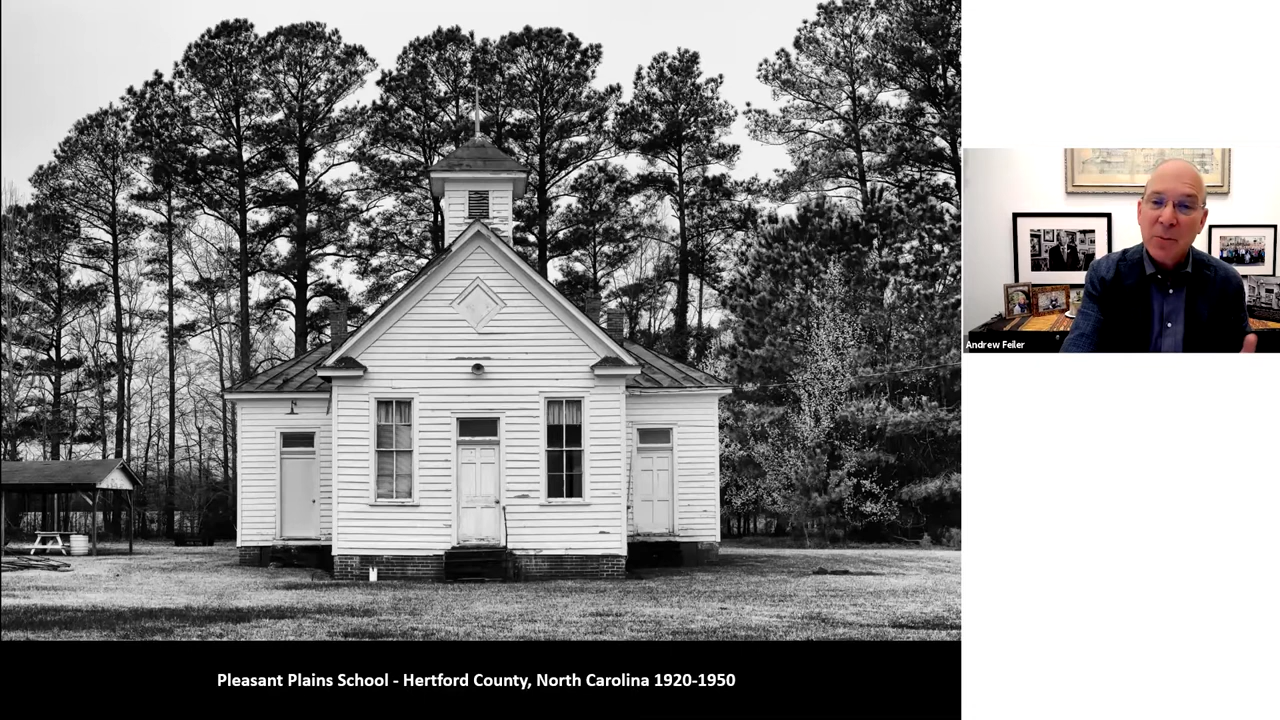 Pleasant Plains School - Hertford County, North Carolina 1920-1950
Andrew Feiler